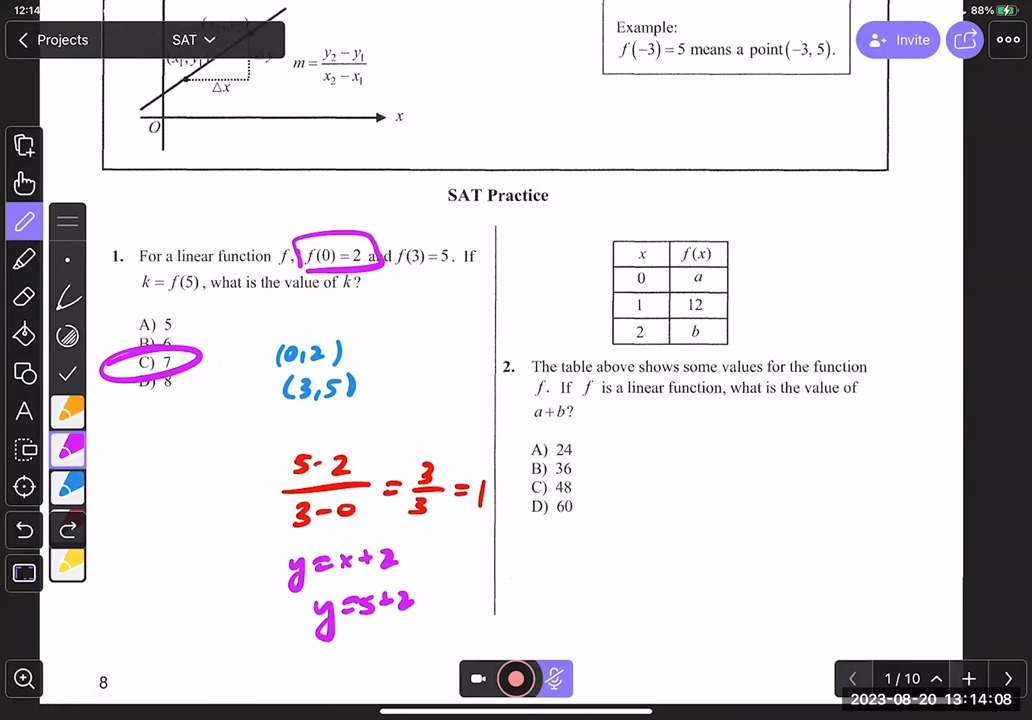 12:14
88%
Projects
SAT
Invite
Example:
f(−3) = 5 means a point (−3, 5).
m = y₂ − y₁ / x₂ − x₁
Δx
x
O
SAT Practice
1. For a linear function f, f(0) = 2 and f(3) = 5. If
k = f(5), what is the value of k?
A) 5
B) 6
C) 7
D) 8
(0,2)
(3,5)
5-2 / 3-0 = 3/3 = 1
y=x+2
y=5+2
x f(x)
0 a
1 12
2 b
2. The table above shows some values for the function
f. If f is a linear function, what is the value of
a+b?
A) 24
B) 36
C) 48
D) 60
8
A
1 / 10
2023-08-20 13:14:08